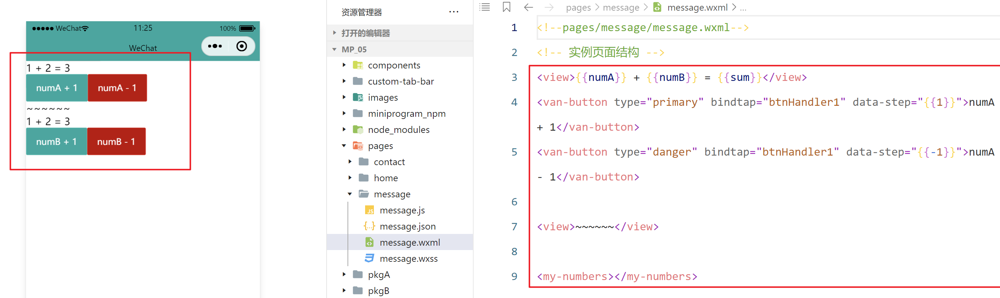 WeChat 11:25 100%
WeChat
1 + 2 = 3
numA + 1 numA - 1
~~~~~~
1 + 2 = 3
numB + 1 numB - 1
资源管理器 ...
打开的编辑器
MP_05
components
custom-tab-bar
images
miniprogram_npm
node_modules
pages
contact
home
message
message.js
message.json
message.wxml
message.wxss
pkgA
pkgB
pages > message > message.wxml > ...
1 <!--pages/message/message.wxml-->
2 <!-- 实例页面结构 -->
3 <view>{{numA}} + {{numB}} = {{sum}}</view>
4 <van-button type="primary" bindtap="btnHandler1" data-step="{{1}}">numA
+ 1</van-button>
5 <van-button type="danger" bindtap="btnHandler1" data-step="{{-1}}">numA
- 1</van-button>
6
7 <view>~~~~~~</view>
8
9 <my-numbers></my-numbers>